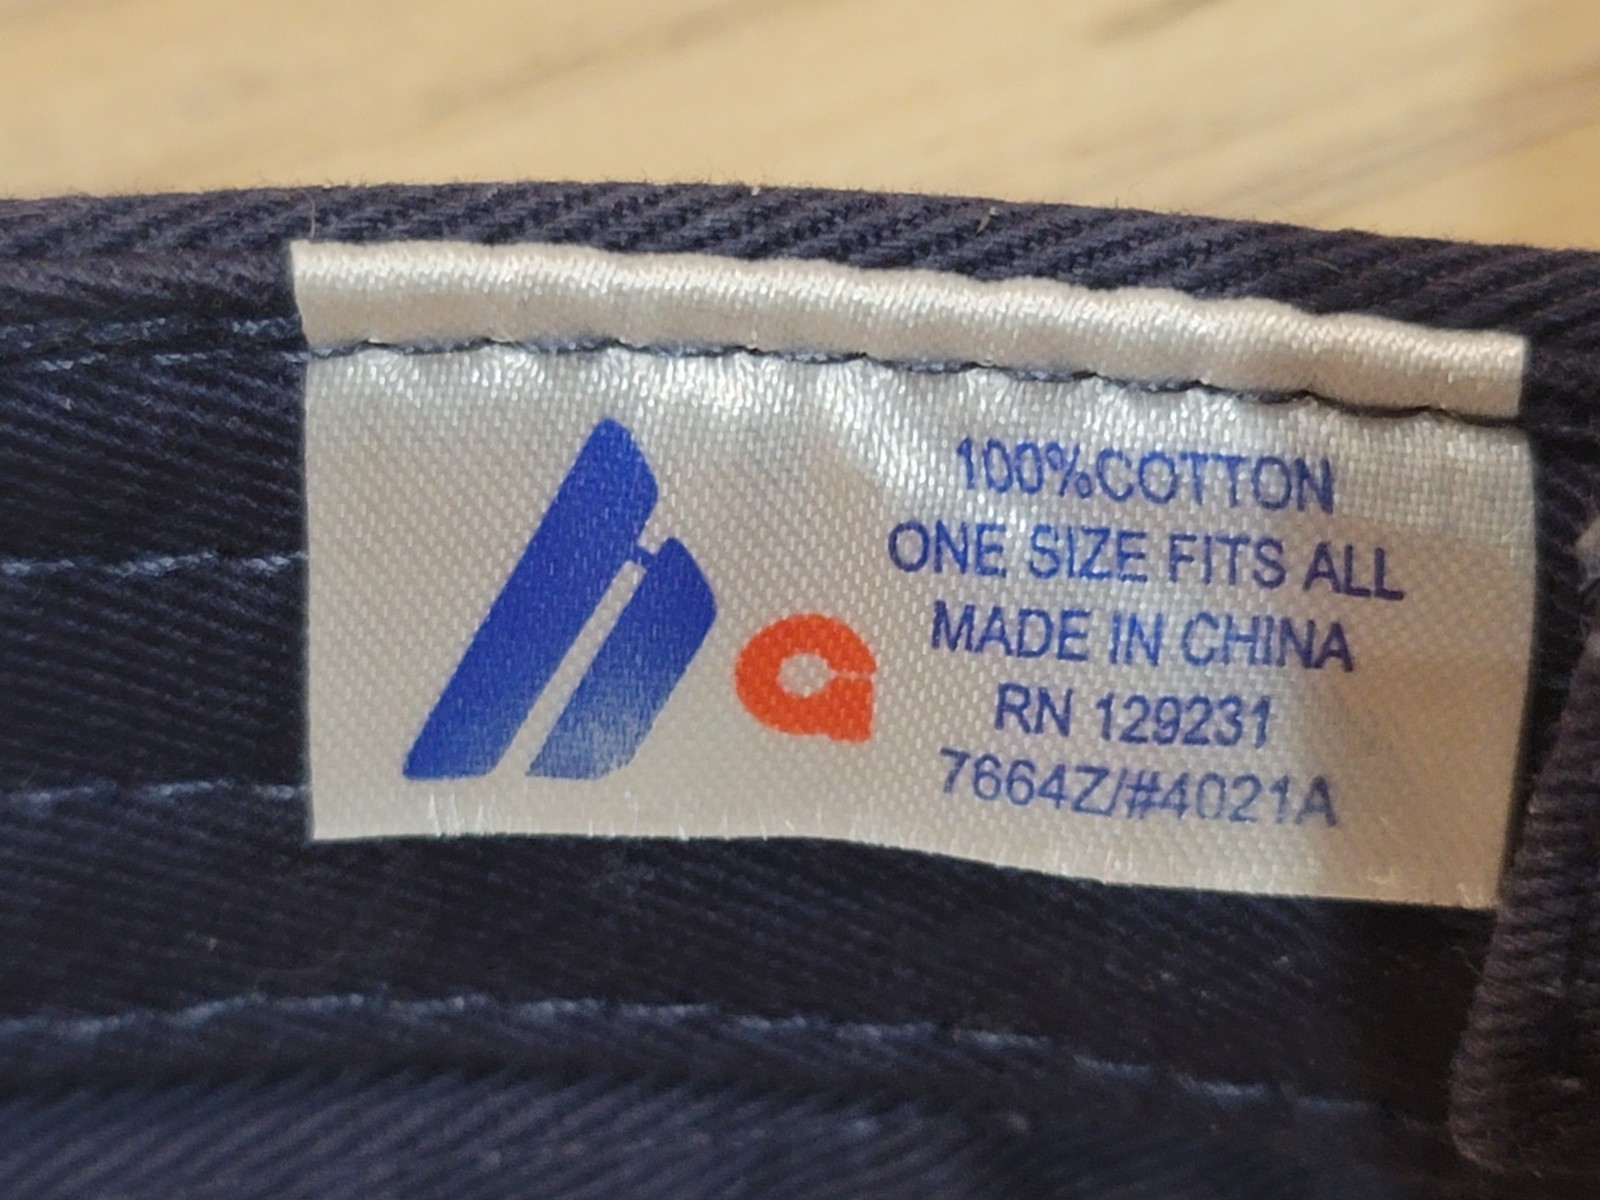 100%COTTON
ONE SIZE FITS ALL
MADE IN CHINA
RN 129231
7664Z/#4021A